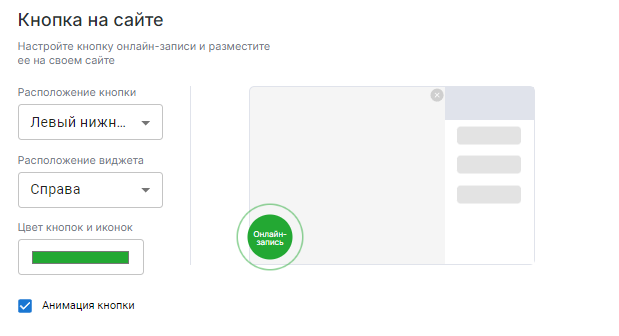 Кнопка на сайте
Настройте кнопку онлайн-записи и разместите
ее на своем сайте
Расположение кнопки
Левый нижн...
Расположение виджета
Справа
Цвет кнопок и иконок
Онлайн-
запись
Анимация кнопки